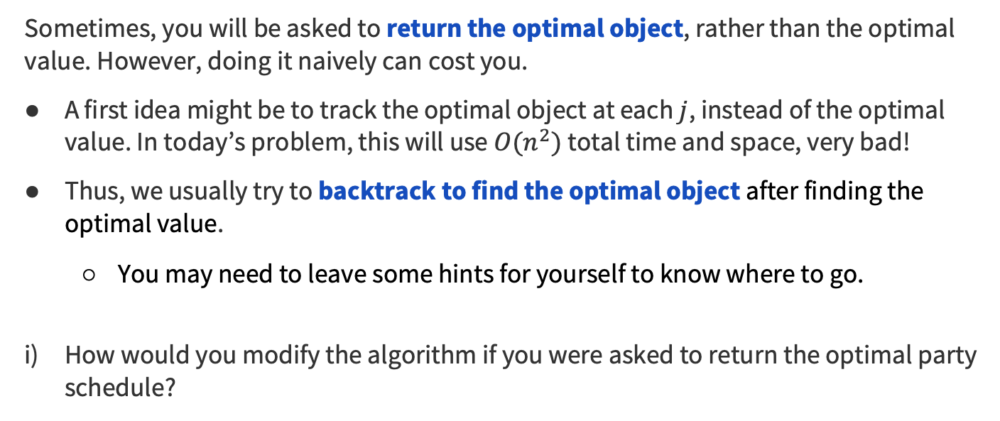 Sometimes, you will be asked to return the optimal object, rather than the optimal
value. However, doing it naively can cost you.
● A first idea might be to track the optimal object at each j, instead of the optimal
value. In today’s problem, this will use O(n²) total time and space, very bad!
● Thus, we usually try to backtrack to find the optimal object after finding the
optimal value.
○ You may need to leave some hints for yourself to know where to go.
i) How would you modify the algorithm if you were asked to return the optimal party
schedule?